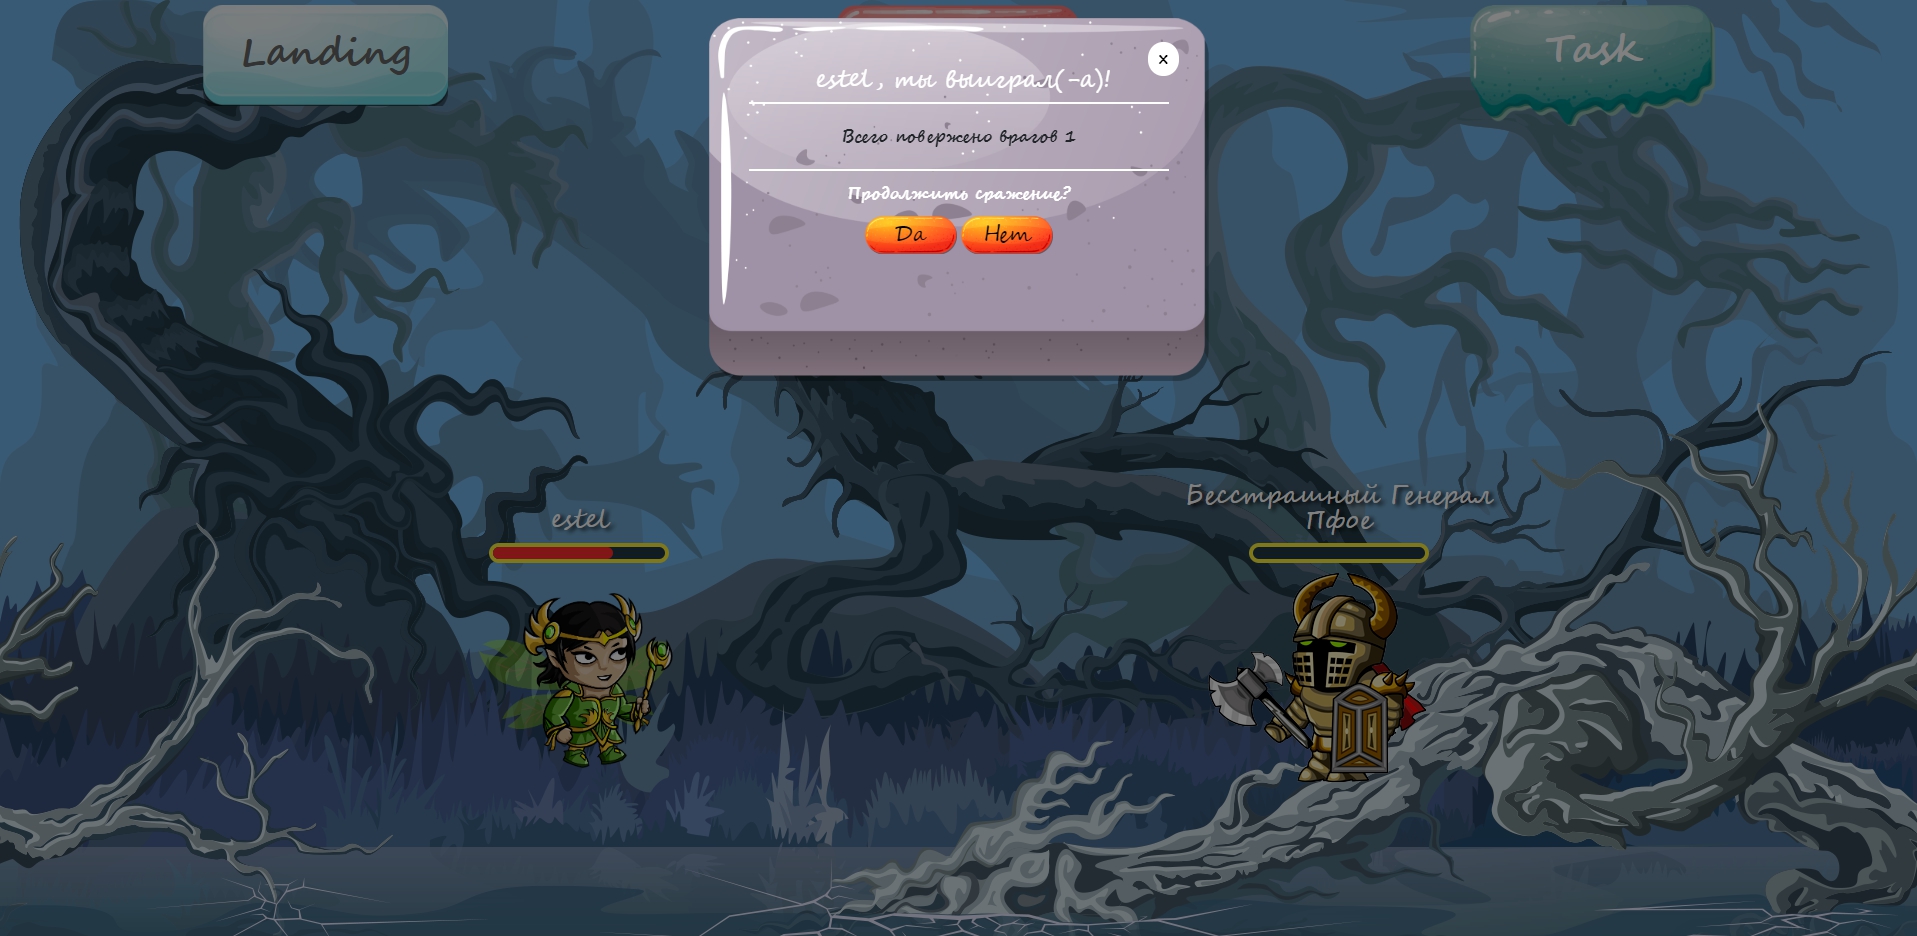 Landing
Task
x
estel, ты выиграл(-а)!
Всего повержено врагов 1
Продолжить сражение?
Да
Нет
estel
Бесстрашный Генерал
Пфое